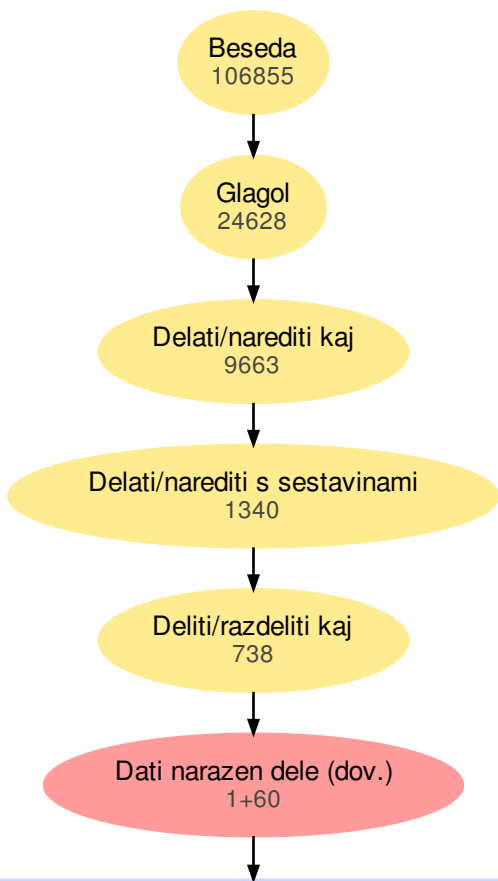 Beseda
106855
Glagol
24628
Delati/narediti kaj
9663
Delati/narediti s sestavinami
1340
Deliti/razdeliti kaj
738
Dati narazen dele (dov.)
1+60